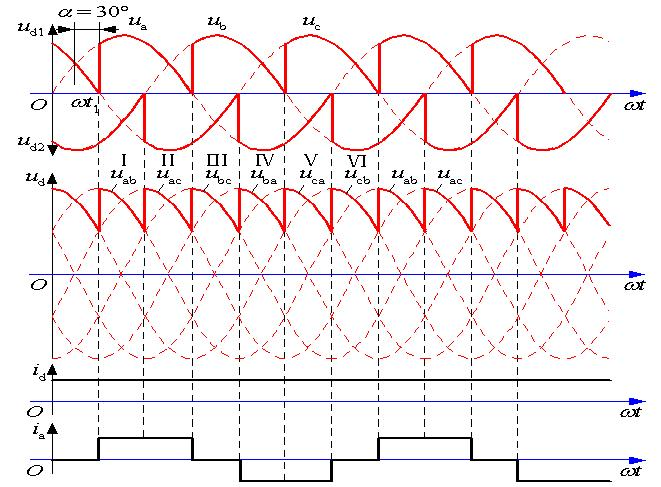 α=30°
u_d1 u_a u_b u_c
O ωt_1 ωt
u_d2
I II III IV V VI
u_d u_ab u_ac u_bc u_ba u_ca u_cb u_ab u_ac
O ωt
i_d
O ωt
i_a
O ωt